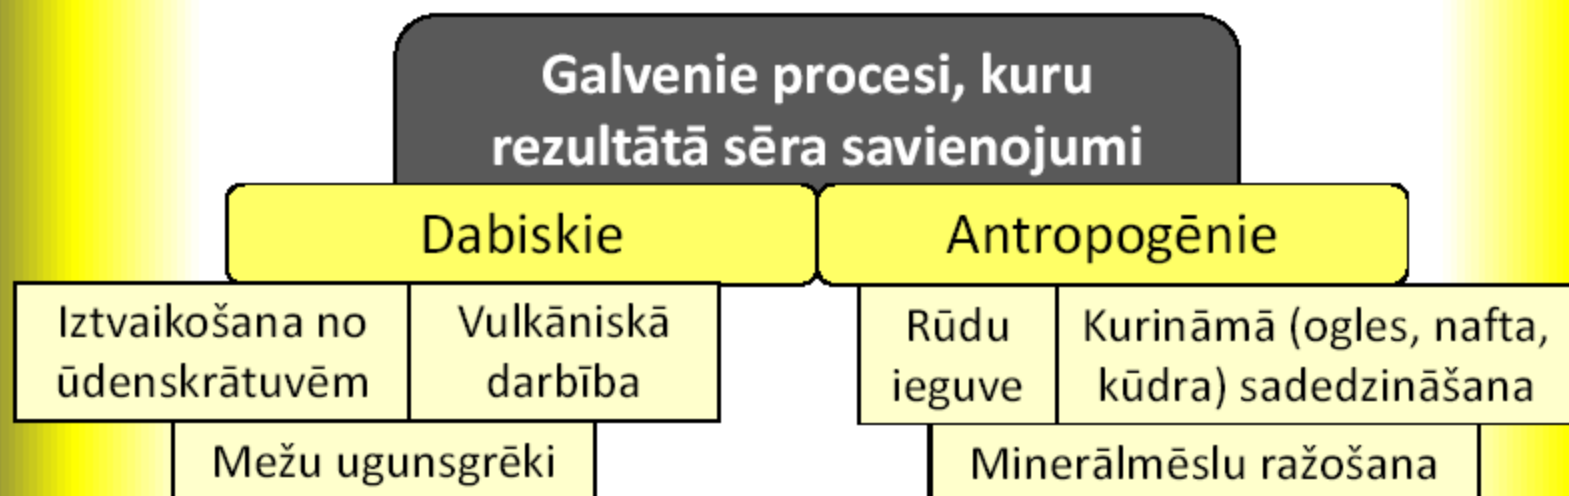 Galvenie procesi, kuru
rezultātā sēra savienojumi
Dabiskie
Antropogēnie
Iztvaikošana no
ūdenskrātuvēm
Vulkāniskā
darbība
Mežu ugunsgrēki
Rūdu
ieguve
Kurināmā (ogles, nafta,
kūdra) sadedzināšana
Minerālmēslu ražošana